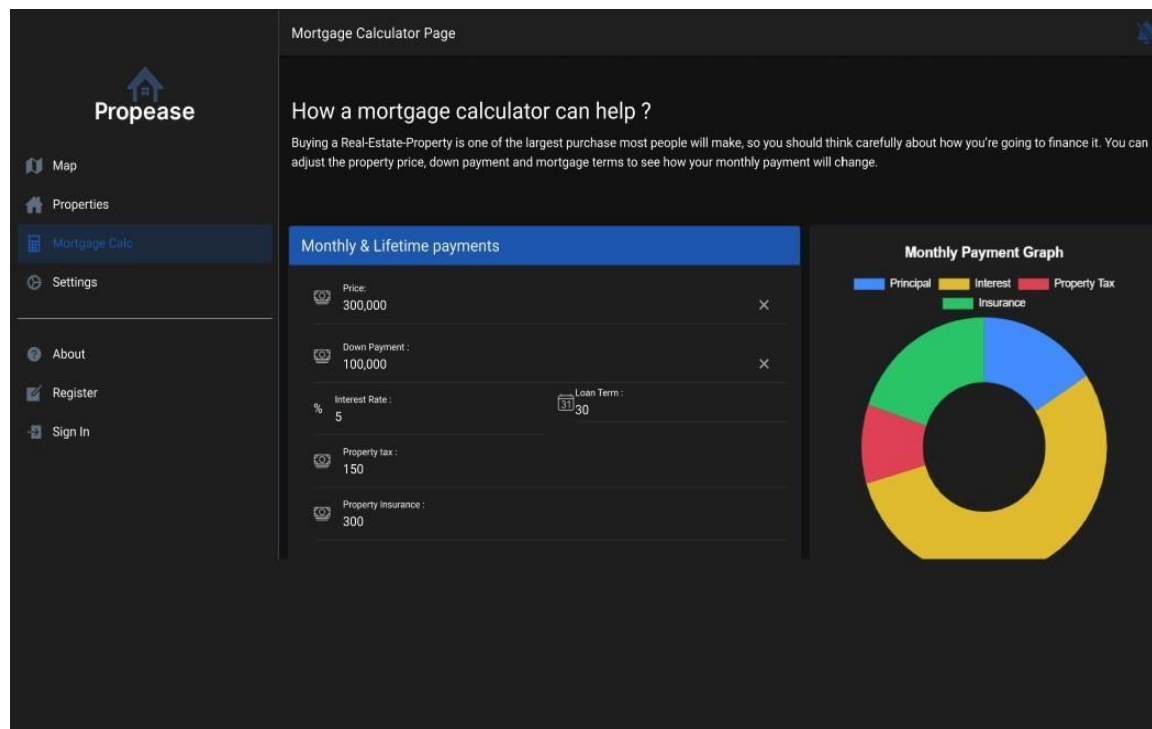 Propease
Map
Properties
Mortgage Calc
Settings
About
Register
Sign In
Mortgage Calculator Page
How a mortgage calculator can help ?
Buying a Real-Estate-Property is one of the largest purchase most people will make, so you should think carefully about how you're going to finance it. You can
adjust the property price, down payment and mortgage terms to see how your monthly payment will change.
Monthly & Lifetime payments
Price:
300,000
Down Payment :
100,000
%
Interest Rate :
5
31
Loan Term :
30
Property tax :
150
Property Insurance :
300
Monthly Payment Graph
Principal Interest Property Tax
Insurance